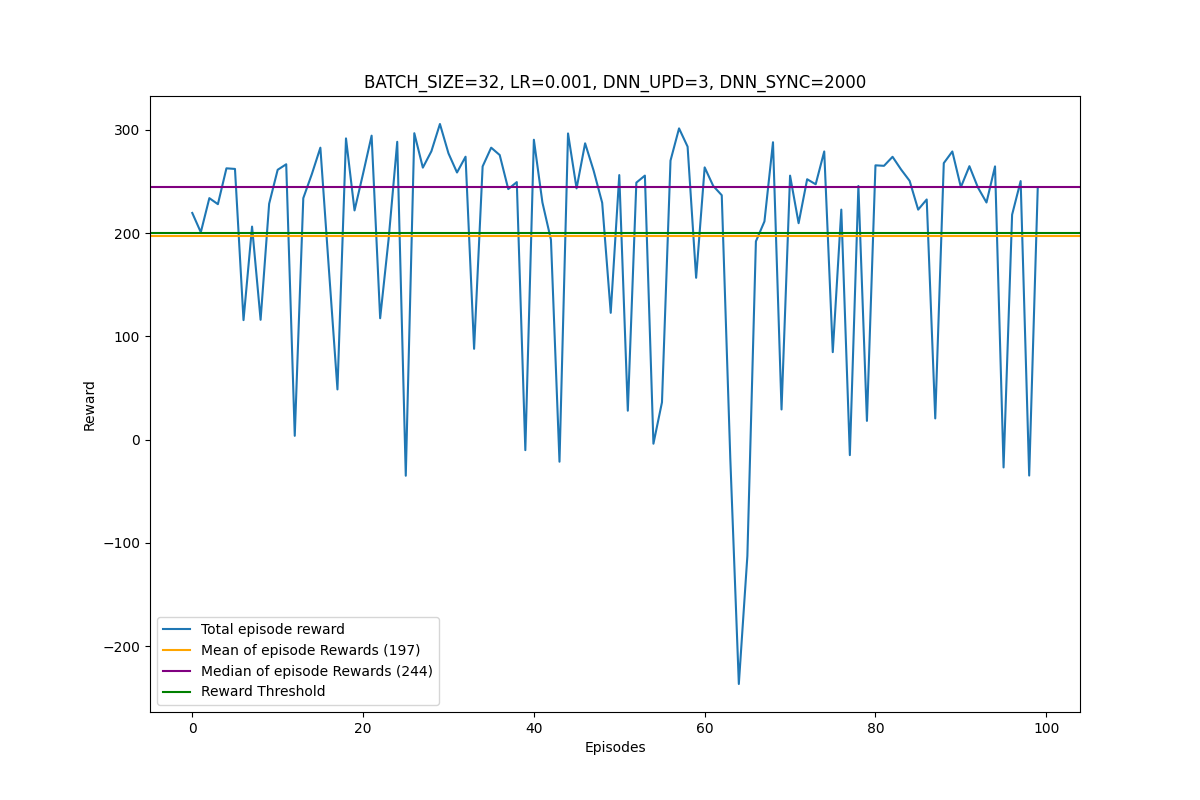 BATCH_SIZE=32, LR=0.001, DNN_UPD=3, DNN_SYNC=2000
300
200
100
0
−100
−200
Reward
Total episode reward
Mean of episode Rewards (197)
Median of episode Rewards (244)
Reward Threshold
0 20 40 60 80 100
Episodes